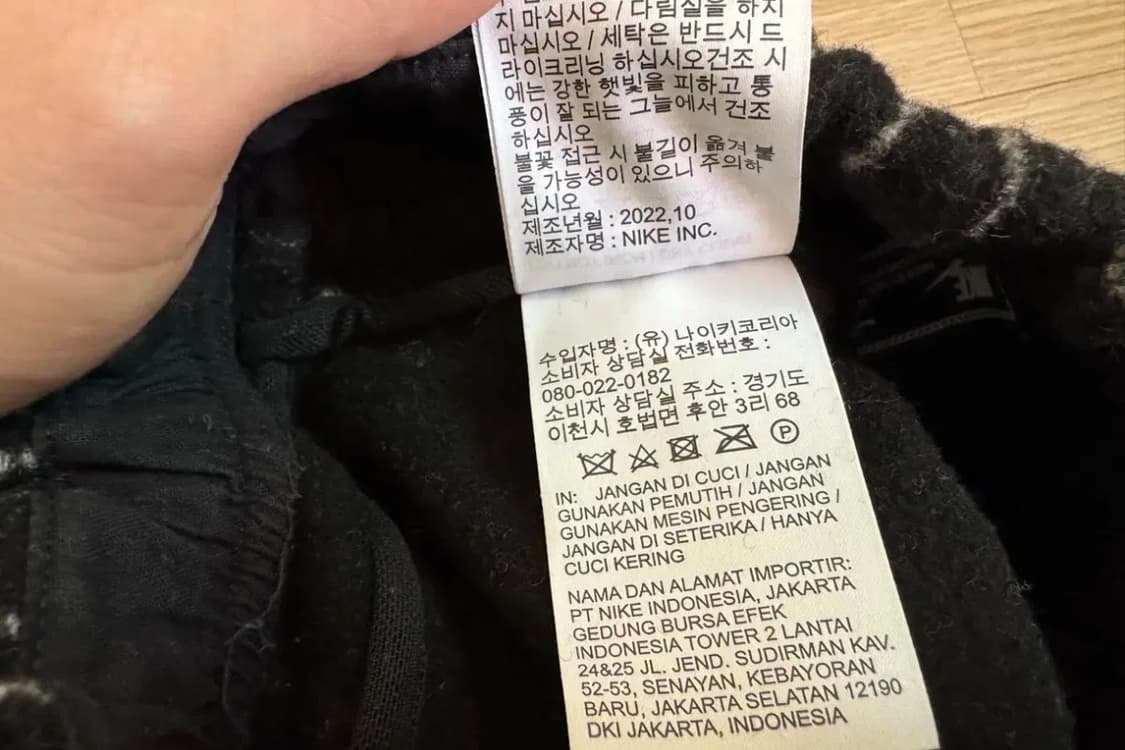 지 마십시오 / 다림질을 하지
마십시오 / 세탁은 반드시 드
라이크리닝 하십시오건조 시
에는 강한 햇빛을 피하고 통
풍이 잘 되는 그늘에서 건조
하십시오
불꽃 접근 시 불길이 옮겨 붙
을 가능성이 있으니 주의하
십시오
제조년월 : 2022,10
제조자명 : NIKE INC.
수입자명 : (유) 나이키코리아
소비자 상담실 전화번호 :
080-022-0182
소비자 상담실 주소 : 경기도
이천시 호법면 후안 3리 68
P
IN: JANGAN DI CUCI / JANGAN
GUNAKAN PEMUTIH / JANGAN
GUNAKAN MESIN PENGERING /
JANGAN DI SETERIKA / HANYA
CUCI KERING
NAMA DAN ALAMAT IMPORTIR:
PT NIKE INDONESIA, JAKARTA
GEDUNG BURSA EFEK
INDONESIA TOWER 2 LANTAI
24&25 JL. JEND. SUDIRMAN KAV.
52-53, SENAYAN, KEBAYORAN
BARU, JAKARTA SELATAN 12190
DKI JAKARTA, INDONESIA